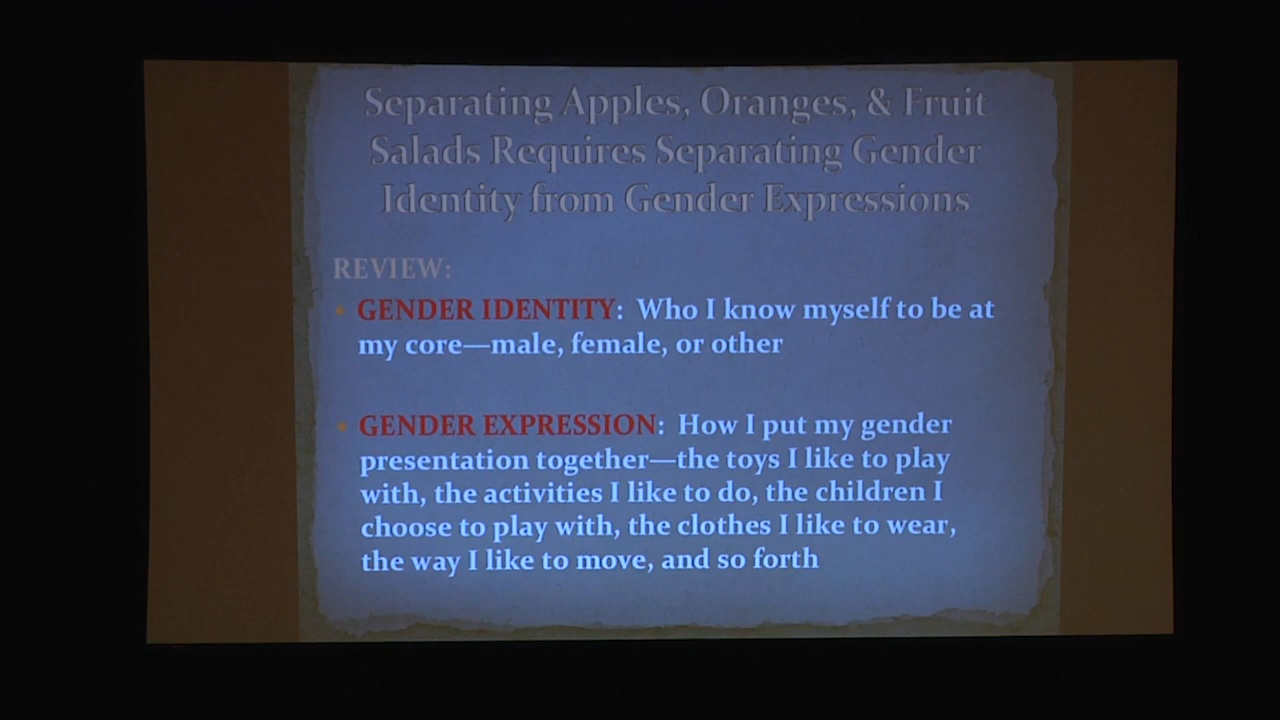 Separating Apples, Oranges, & Fruit
Salads Requires Separating Gender
Identity from Gender Expressions
REVIEW:
• GENDER IDENTITY: Who I know myself to be at
my core—male, female, or other
• GENDER EXPRESSION: How I put my gender
presentation together—the toys I like to play
with, the activities I like to do, the children I
choose to play with, the clothes I like to wear,
the way I like to move, and so forth